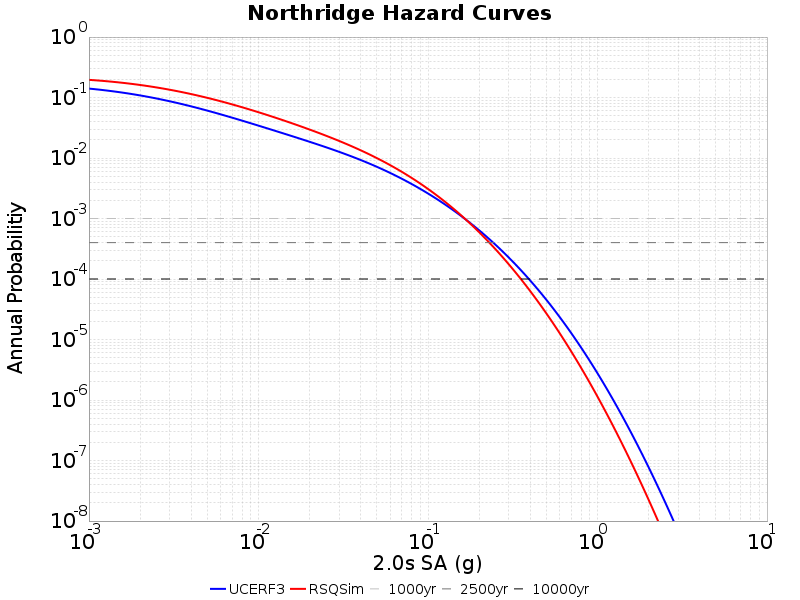 Northridge Hazard Curves
10^0
10^-1
10^-2
10^-3
10^-4
10^-5
10^-6
10^-7
10^-8
Annual Probabilitiy
10^-3 10^-2 10^-1 10^0 10^1
2.0s SA (g)
UCERF3 RSQSim 1000yr 2500yr 10000yr